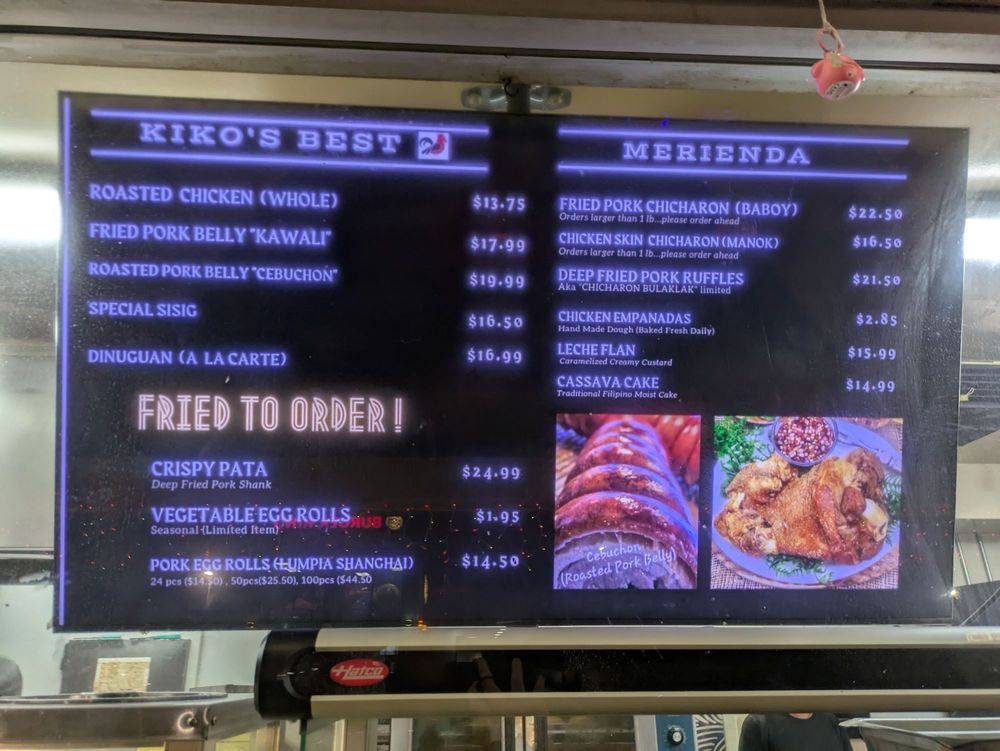 KIKO'S BEST
ROASTED CHICKEN (WHOLE) $13.75
FRIED PORK BELLY "KAWALI" $17.99
ROASTED PORK BELLY "CEBUCHON" $19.99
SPECIAL SISIG $16.50
DINUGUAN (A LA CARTE) $16.99
FRIED TO ORDER!
CRISPY PATA $24.99
Deep Fried Pork Shank
VEGETABLE EGG ROLLS $1.95
Seasonal (Limited Item)
PORK EGG ROLLS (LUMPIA SHANGHAI) $14.50
24 pcs ($14.50) , 50pcs($25.50), 100pcs ($44.50
MERIENDA
FRIED PORK CHICHARON (BABOY) $22.50
Orders larger than 1 lb...please order ahead
CHICKEN SKIN CHICHARON (MANOK) $16.50
Orders larger than 1 lb...please order ahead
DEEP FRIED PORK RUFFLES $21.50
Aka "CHICHARON BULAKLAK" limited
CHICKEN EMPANADAS $2.85
Hand Made Dough (Baked Fresh Daily)
LECHE FLAN $15.99
Caramelized Creamy Custard
CASSAVA CAKE $14.99
Traditional Filipino Moist Cake
Cebuchon
(Roasted Pork Belly)
BURGER KING
Hatco